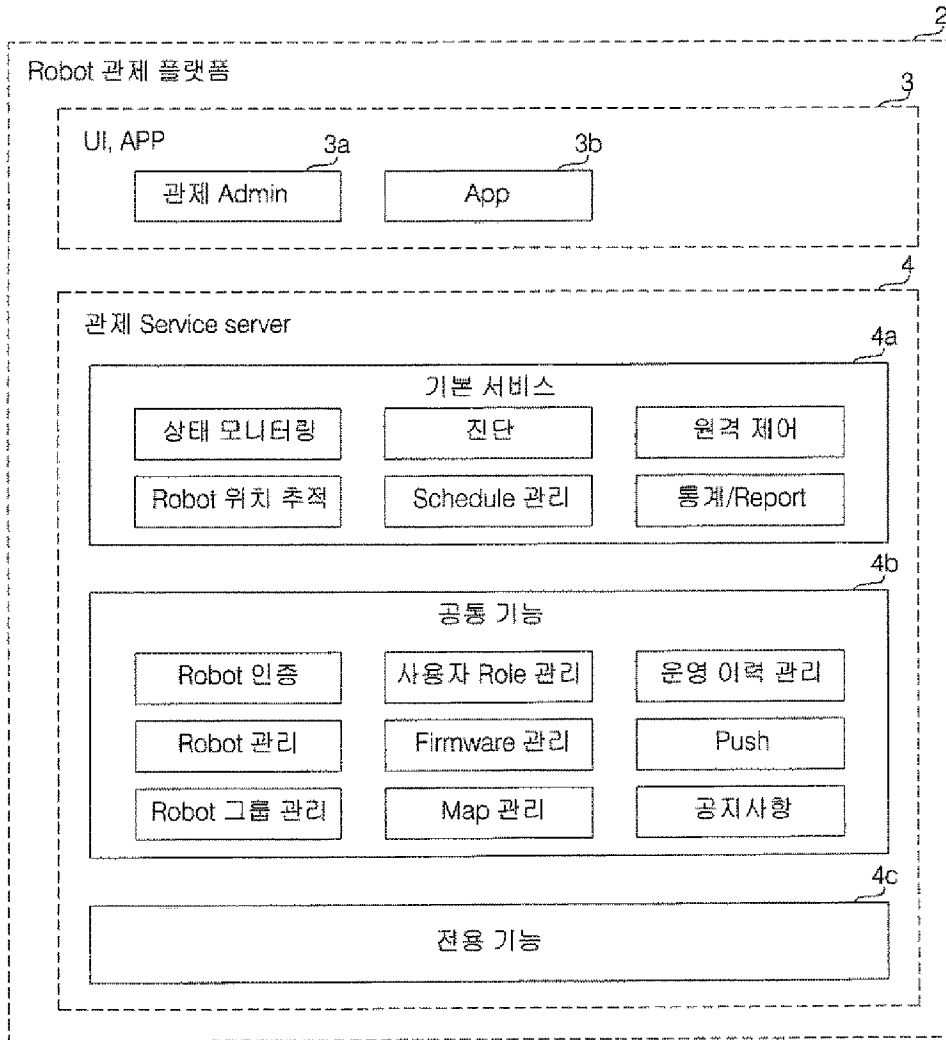 2
Robot 관제 플랫폼
3
UI, APP
3a
3b
관제 Admin
App
4
관제 Service server
4a
기본 서비스
상태 모니터링
진단
원격 제어
Robot 위치 추적
Schedule 관리
통계/Report
4b
공통 기능
Robot 인증
사용자 Role 관리
운영 이력 관리
Robot 관리
Firmware 관리
Push
Robot 그룹 관리
Map 관리
공지사항
4c
전용 기능